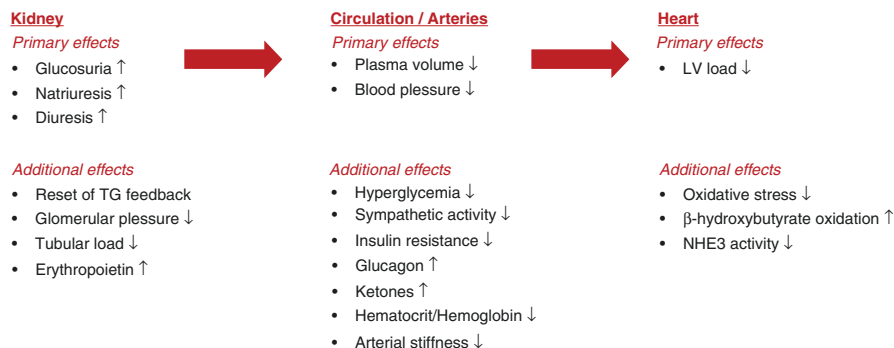 Kidney
Primary effects
• Glucosuria ↑
• Natriuresis ↑
• Diuresis ↑
Additional effects
• Reset of TG feedback
• Glomerular plessure ↓
• Tubular load ↓
• Erythropoietin ↑
Circulation / Arteries
Primary effects
• Plasma volume ↓
• Blood plessure ↓
Additional effects
• Hyperglycemia ↓
• Sympathetic activity ↓
• Insulin resistance ↓
• Glucagon ↑
• Ketones ↑
• Hematocrit/Hemoglobin ↓
• Arterial stiffness ↓
Heart
Primary effects
• LV load ↓
Additional effects
• Oxidative stress ↓
• β-hydroxybutyrate oxidation ↑
• NHE3 activity ↓